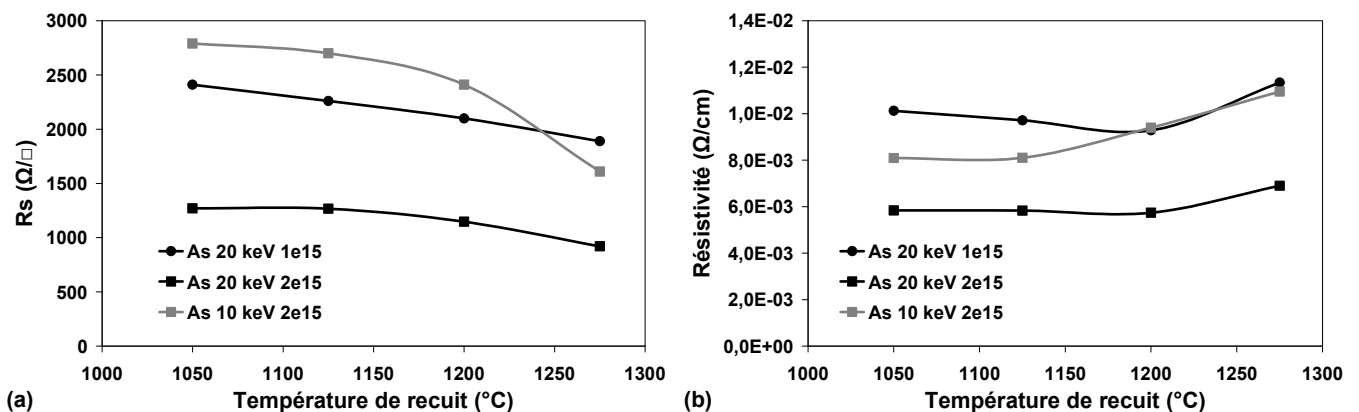 3000
2500
2000
1500
1000
500
0
Rs (Ω/□)
As 20 keV 1e15
As 20 keV 2e15
As 10 keV 2e15
1000 1050 1100 1150 1200 1250 1300
(a) Température de recuit (°C)
1,4E-02
1,2E-02
1,0E-02
8,0E-03
6,0E-03
4,0E-03
2,0E-03
0,0E+00
Résistivité (Ω/cm)
As 20 keV 1e15
As 20 keV 2e15
As 10 keV 2e15
1000 1050 1100 1150 1200 1250 1300
(b) Température de recuit (°C)